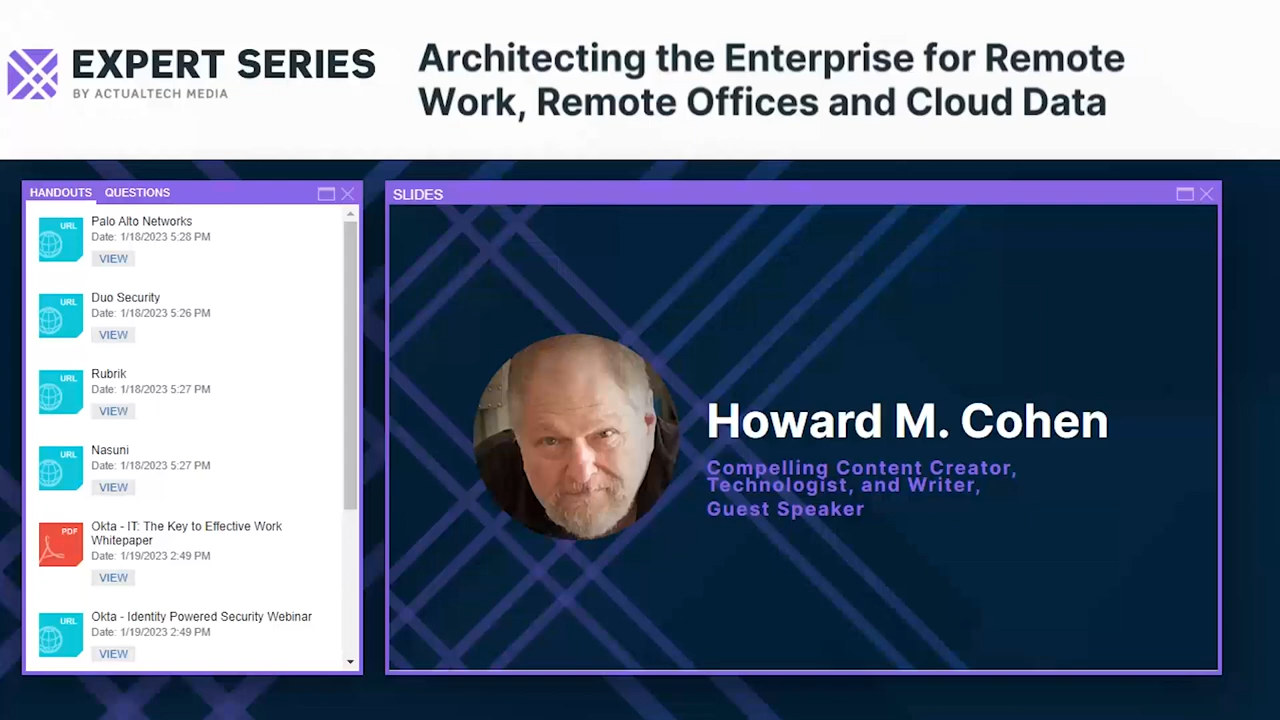 EXPERT SERIES
BY ACTUALTECH MEDIA
Architecting the Enterprise for Remote
Work, Remote Offices and Cloud Data
HANDOUTS QUESTIONS
URL
Palo Alto Networks
Date: 1/18/2023 5:28 PM
VIEW
URL
Duo Security
Date: 1/18/2023 5:26 PM
VIEW
URL
Rubrik
Date: 1/18/2023 5:27 PM
VIEW
URL
Nasuni
Date: 1/18/2023 5:27 PM
VIEW
PDF
Okta - IT: The Key to Effective Work
Whitepaper
Date: 1/19/2023 2:49 PM
VIEW
URL
Okta - Identity Powered Security Webinar
Date: 1/19/2023 2:49 PM
VIEW
SLIDES
Howard M. Cohen
Compelling Content Creator,
Technologist, and Writer,
Guest Speaker